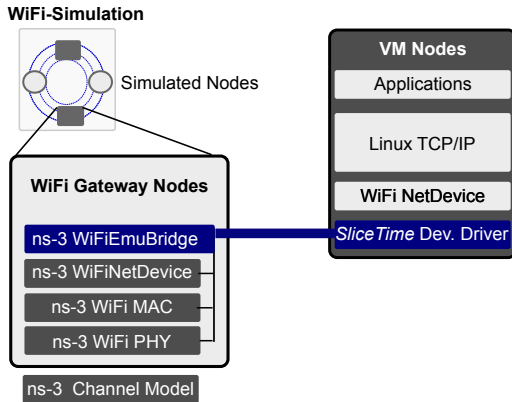 WiFi-Simulation
Simulated Nodes
WiFi Gateway Nodes
ns-3 WiFiEmuBridge
ns-3 WiFiNetDevice
ns-3 WiFi MAC
ns-3 WiFi PHY
ns-3 Channel Model
VM Nodes
Applications
Linux TCP/IP
WiFi NetDevice
SliceTime Dev. Driver